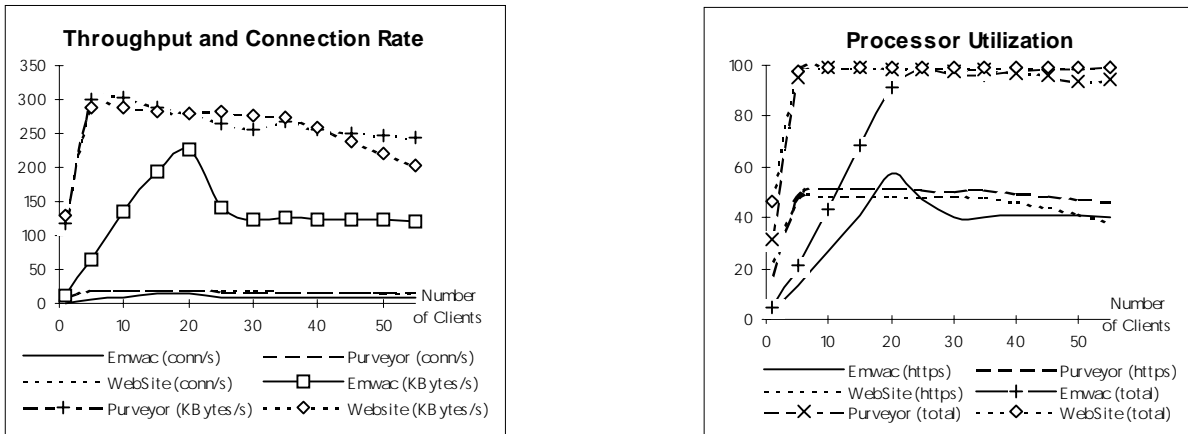 Throughput and Connection Rate
350
300
250
200
150
100
50
0
0 10 20 30 40 50
Number
of Clients
Emwac (conn/s) Purveyor (conn/s)
WebSite (conn/s) Emwac (KBytes/s)
Purveyor (KBytes/s) Website (KBytes/s)
Processor Utilization
100
80
60
40
20
0
0 10 20 30 40 50
Number
of Clients
Emwac (https) Purveyor (https)
WebSite (https) Emwac (total)
Purveyor (total) WebSite (total)